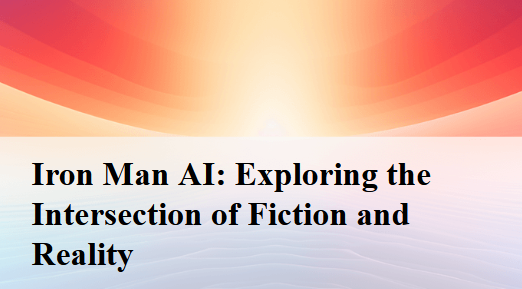 Iron Man AI: Exploring the
Intersection of Fiction and
Reality